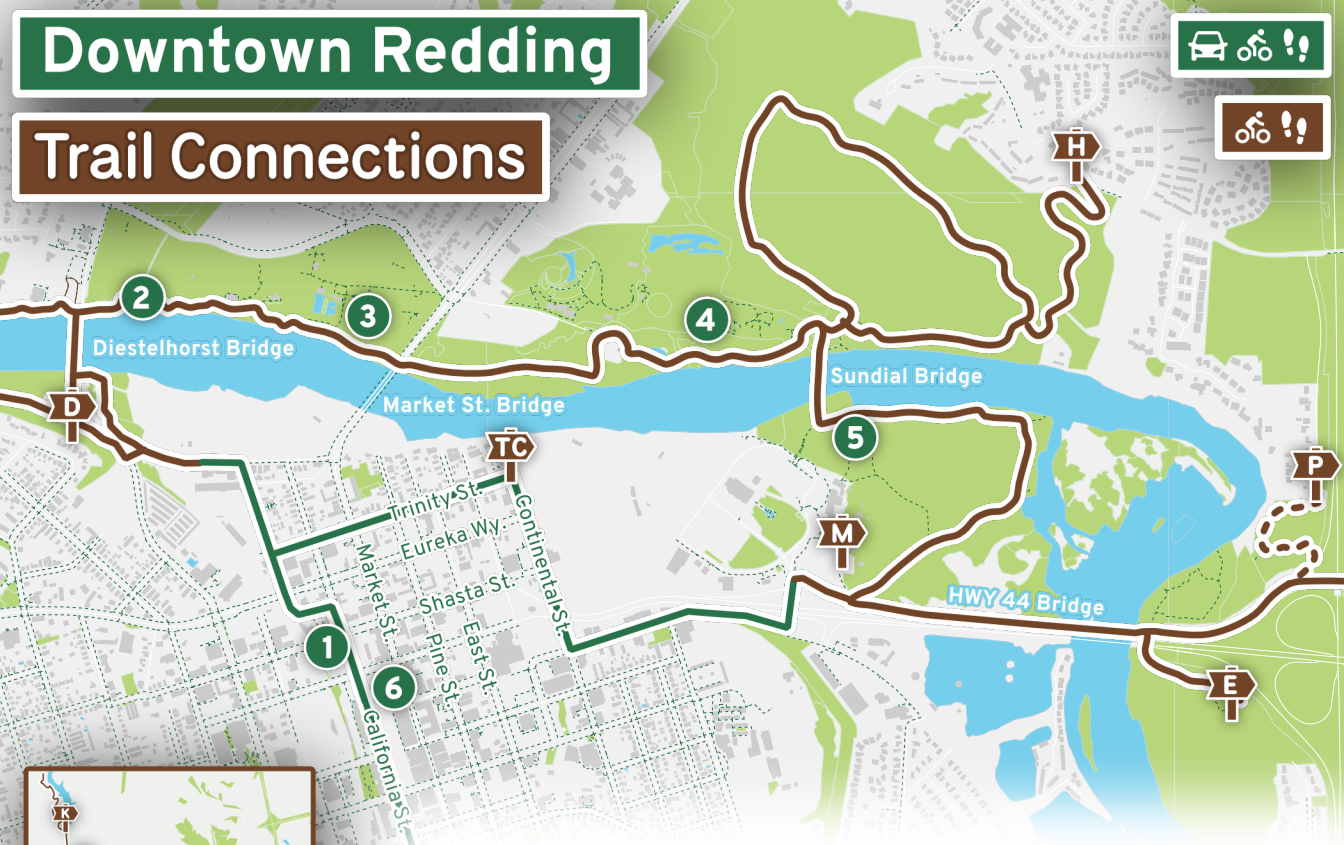 Downtown Redding
Trail Connections
H
2
3
4
Diestelhorst Bridge
Sundial Bridge
D
Market St. Bridge
5
TC
P
Trinity St.
Continental St.
M
Eureka Wy.
Market St.
Shasta St.
HWY 44 Bridge
1
Pine St.
East St.
6
E
California St.
K